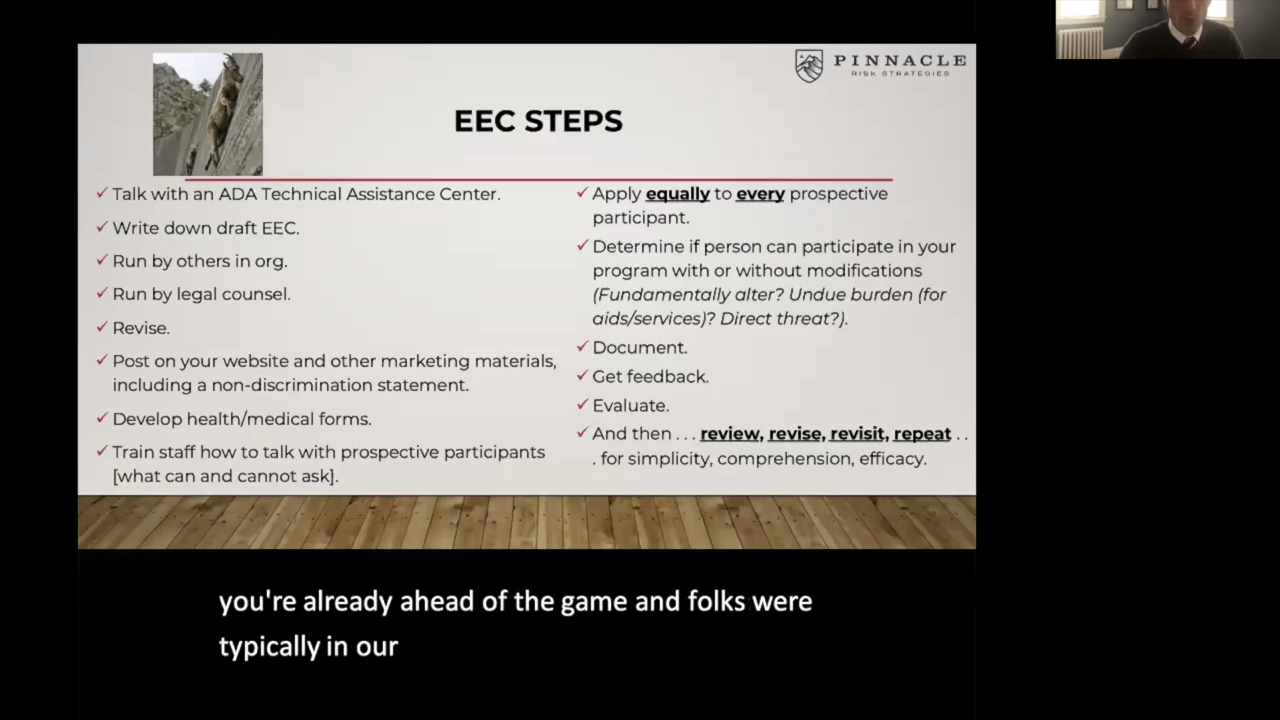 PINNACLE
RISK STRATEGIES
EEC STEPS
✓ Talk with an ADA Technical Assistance Center.
✓ Write down draft EEC.
✓ Run by others in org.
✓ Run by legal counsel.
✓ Revise.
✓ Post on your website and other marketing materials,
including a non-discrimination statement.
✓ Develop health/medical forms.
✓ Train staff how to talk with prospective participants
[what can and cannot ask].
✓ Apply equally to every prospective
participant.
✓ Determine if person can participate in your
program with or without modifications
(Fundamentally alter? Undue burden (for
aids/services)? Direct threat?).
✓ Document.
✓ Get feedback.
✓ Evaluate.
✓ And then . . . review, revise, revisit, repeat . .
. for simplicity, comprehension, efficacy.
you're already ahead of the game and folks were
typically in our